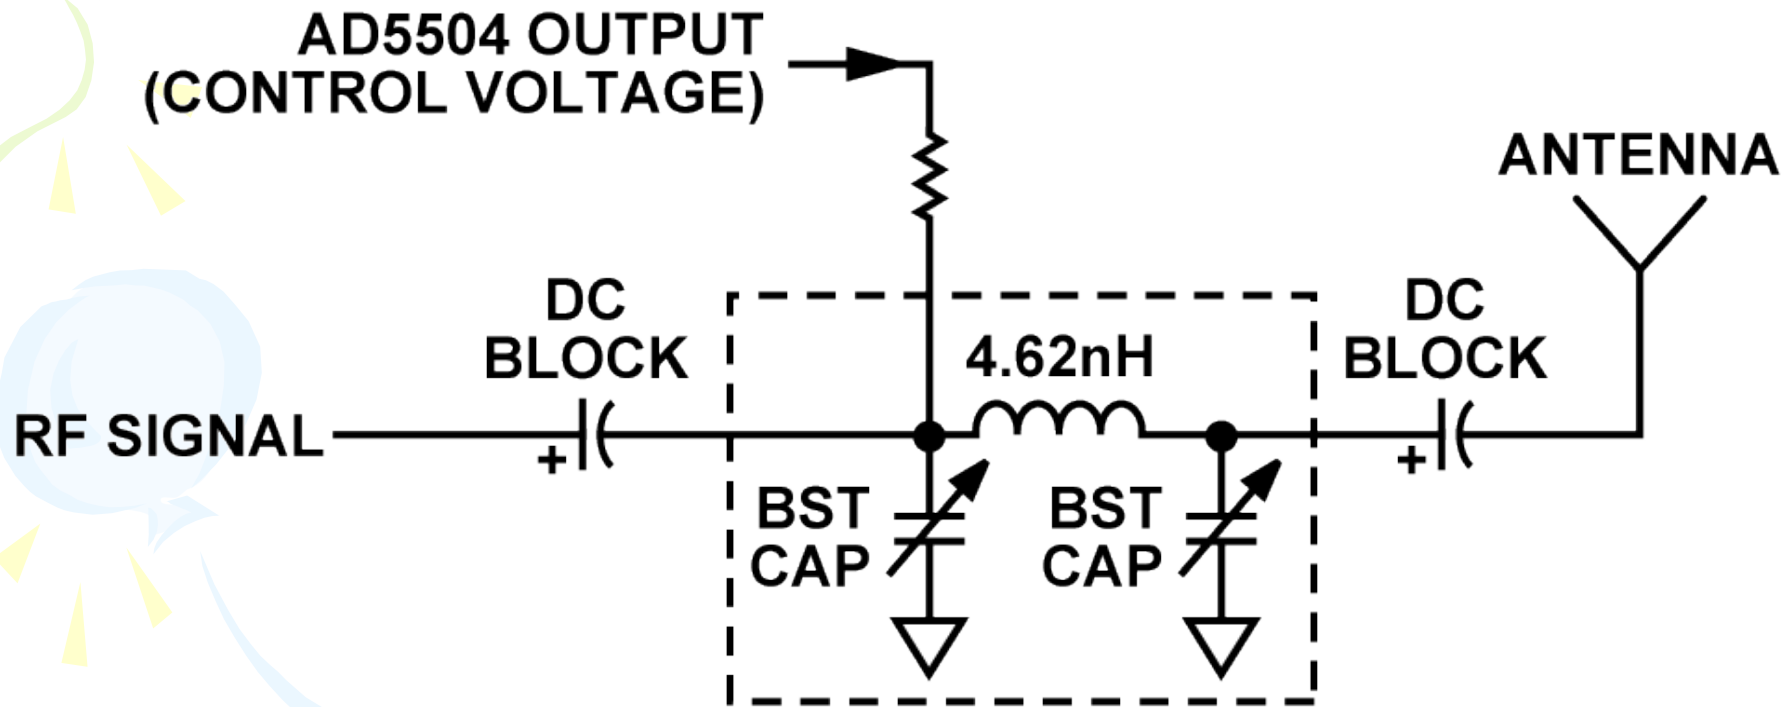 AD5504 OUTPUT
(CONTROL VOLTAGE)
ANTENNA
DC
BLOCK
4.62nH
DC
BLOCK
RF SIGNAL
+
+
BST
CAP
BST
CAP